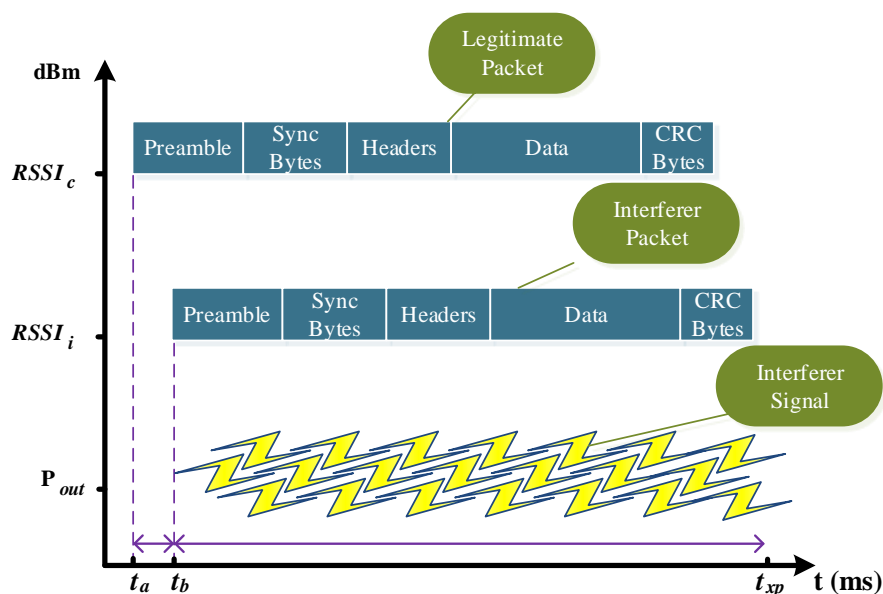 Legitimate
Packet
dBm
Preamble
Sync
Bytes
Headers
Data
CRC
Bytes
RSSI c
Interferer
Packet
Preamble
Sync
Bytes
Headers
Data
CRC
Bytes
RSSI i
Interferer
Signal
P out
t a
t b
t xp
t (ms)